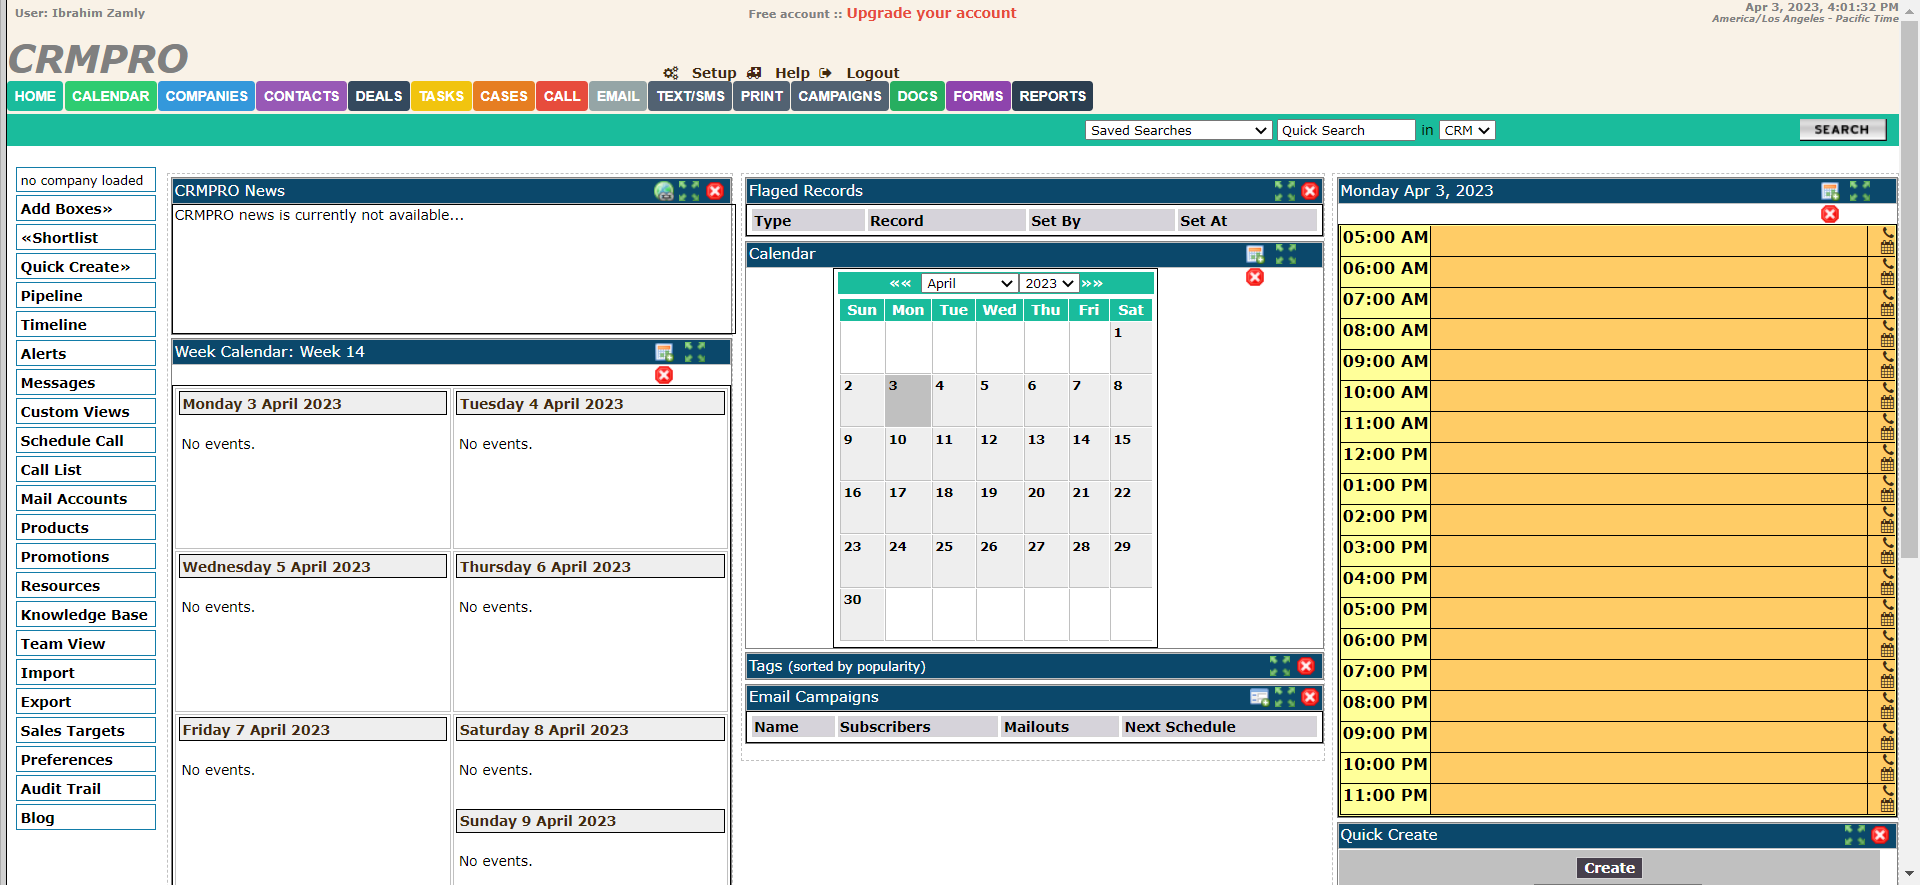 User: Ibrahim Zamly
Free account :: Upgrade your account
Apr 3, 2023, 4:01:32 PM
America/Los Angeles - Pacific Time
CRMPRO
Setup Help Logout
HOME CALENDAR COMPANIES CONTACTS DEALS TASKS CASES CALL EMAIL TEXT/SMS PRINT CAMPAIGNS DOCS FORMS REPORTS
Saved Searches Quick Search in CRM SEARCH
no company loaded
Add Boxes»
«Shortlist
Quick Create»
Pipeline
Timeline
Alerts
Messages
Custom Views
Schedule Call
Call List
Mail Accounts
Products
Promotions
Resources
Knowledge Base
Team View
Import
Export
Sales Targets
Preferences
Audit Trail
Blog
CRMPRO News
CRMPRO news is currently not available...
Week Calendar: Week 14
Monday 3 April 2023
No events.
Tuesday 4 April 2023
No events.
Wednesday 5 April 2023
No events.
Thursday 6 April 2023
No events.
Friday 7 April 2023
No events.
Saturday 8 April 2023
No events.
Sunday 9 April 2023
No events.
Flaged Records
Type Record Set By Set At
Calendar
«« April 2023 »»
Sun Mon Tue Wed Thu Fri Sat
1
2 3 4 5 6 7 8
9 10 11 12 13 14 15
16 17 18 19 20 21 22
23 24 25 26 27 28 29
30
Tags (sorted by popularity)
Email Campaigns
Name Subscribers Mailouts Next Schedule
Monday Apr 3, 2023
05:00 AM
06:00 AM
07:00 AM
08:00 AM
09:00 AM
10:00 AM
11:00 AM
12:00 PM
01:00 PM
02:00 PM
03:00 PM
04:00 PM
05:00 PM
06:00 PM
07:00 PM
08:00 PM
09:00 PM
10:00 PM
11:00 PM
Quick Create
Create